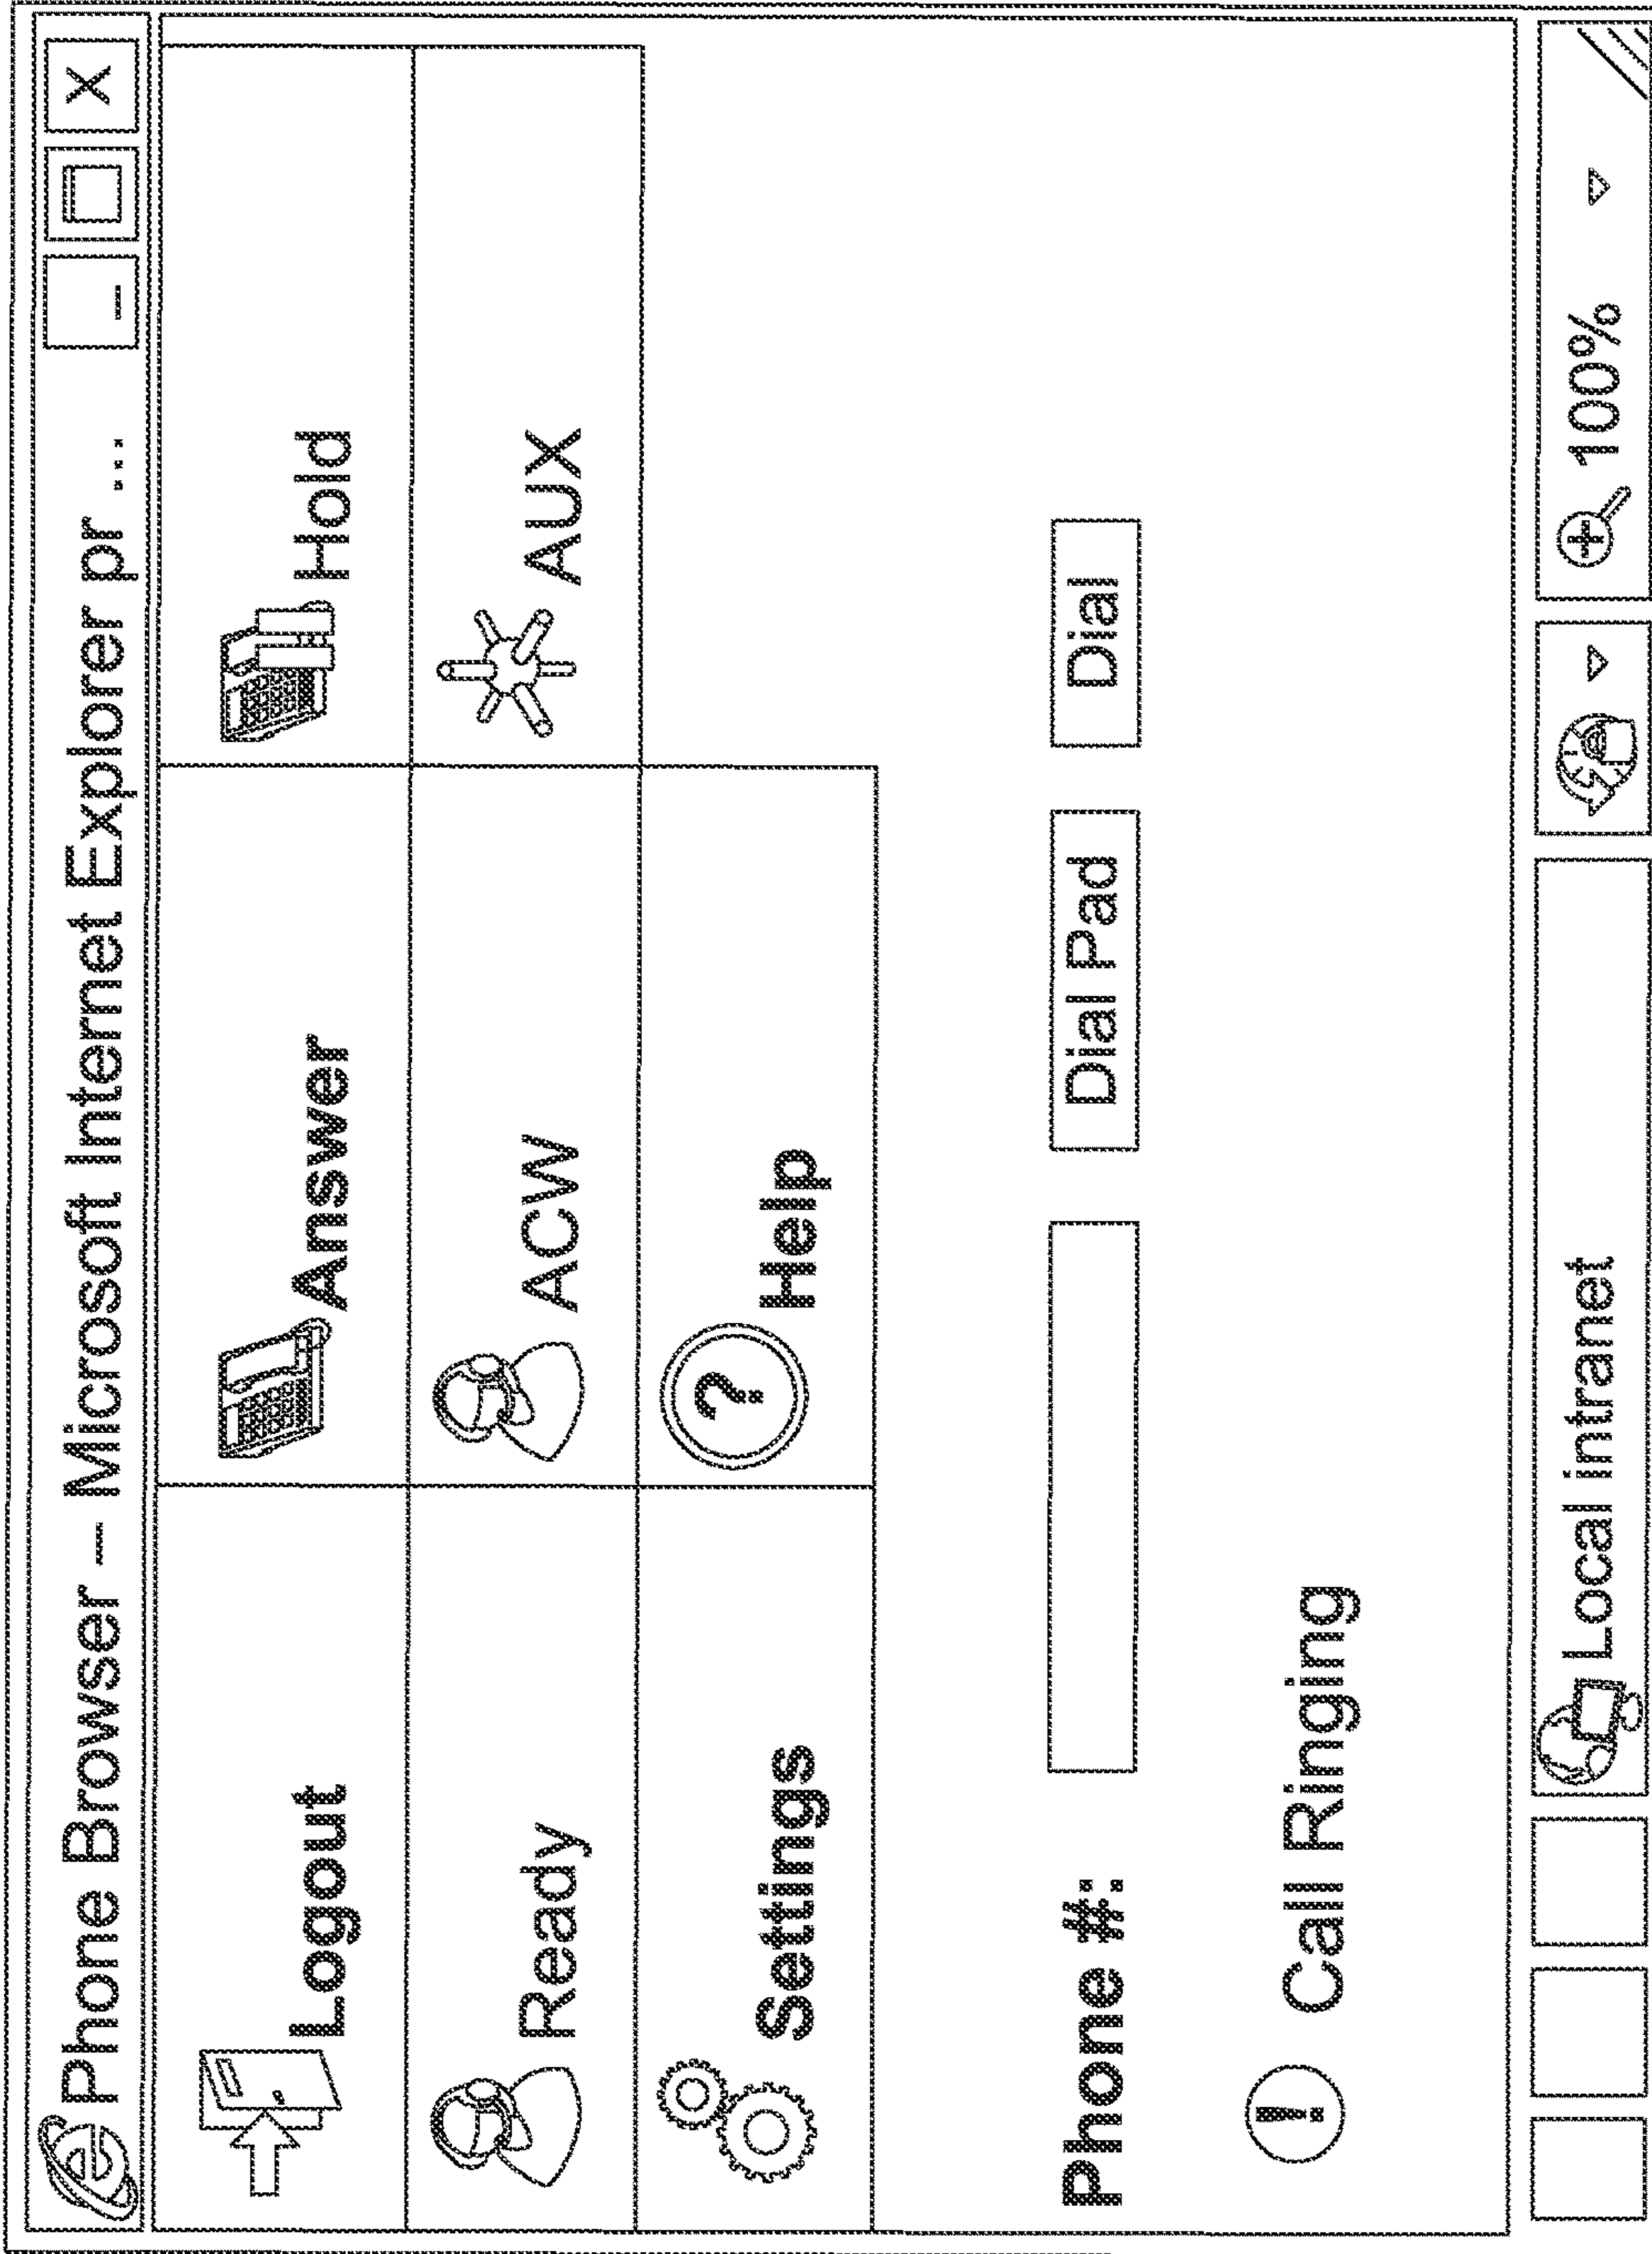 Phone Browser – Microsoft Internet Explorer pr ...
_ X
Logout Answer Hold
Ready ACW AUX
Settings ? Help
Phone #: Dial Pad Dial
! Call Ringing
Local intranet 100%